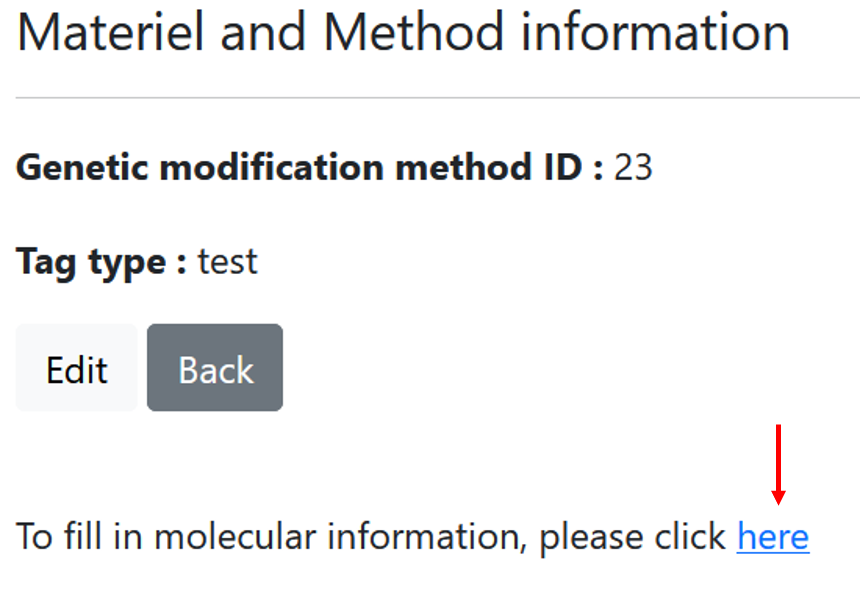 Materiel and Method information
Genetic modification method ID : 23
Tag type : test
Edit Back
To fill in molecular information, please click here